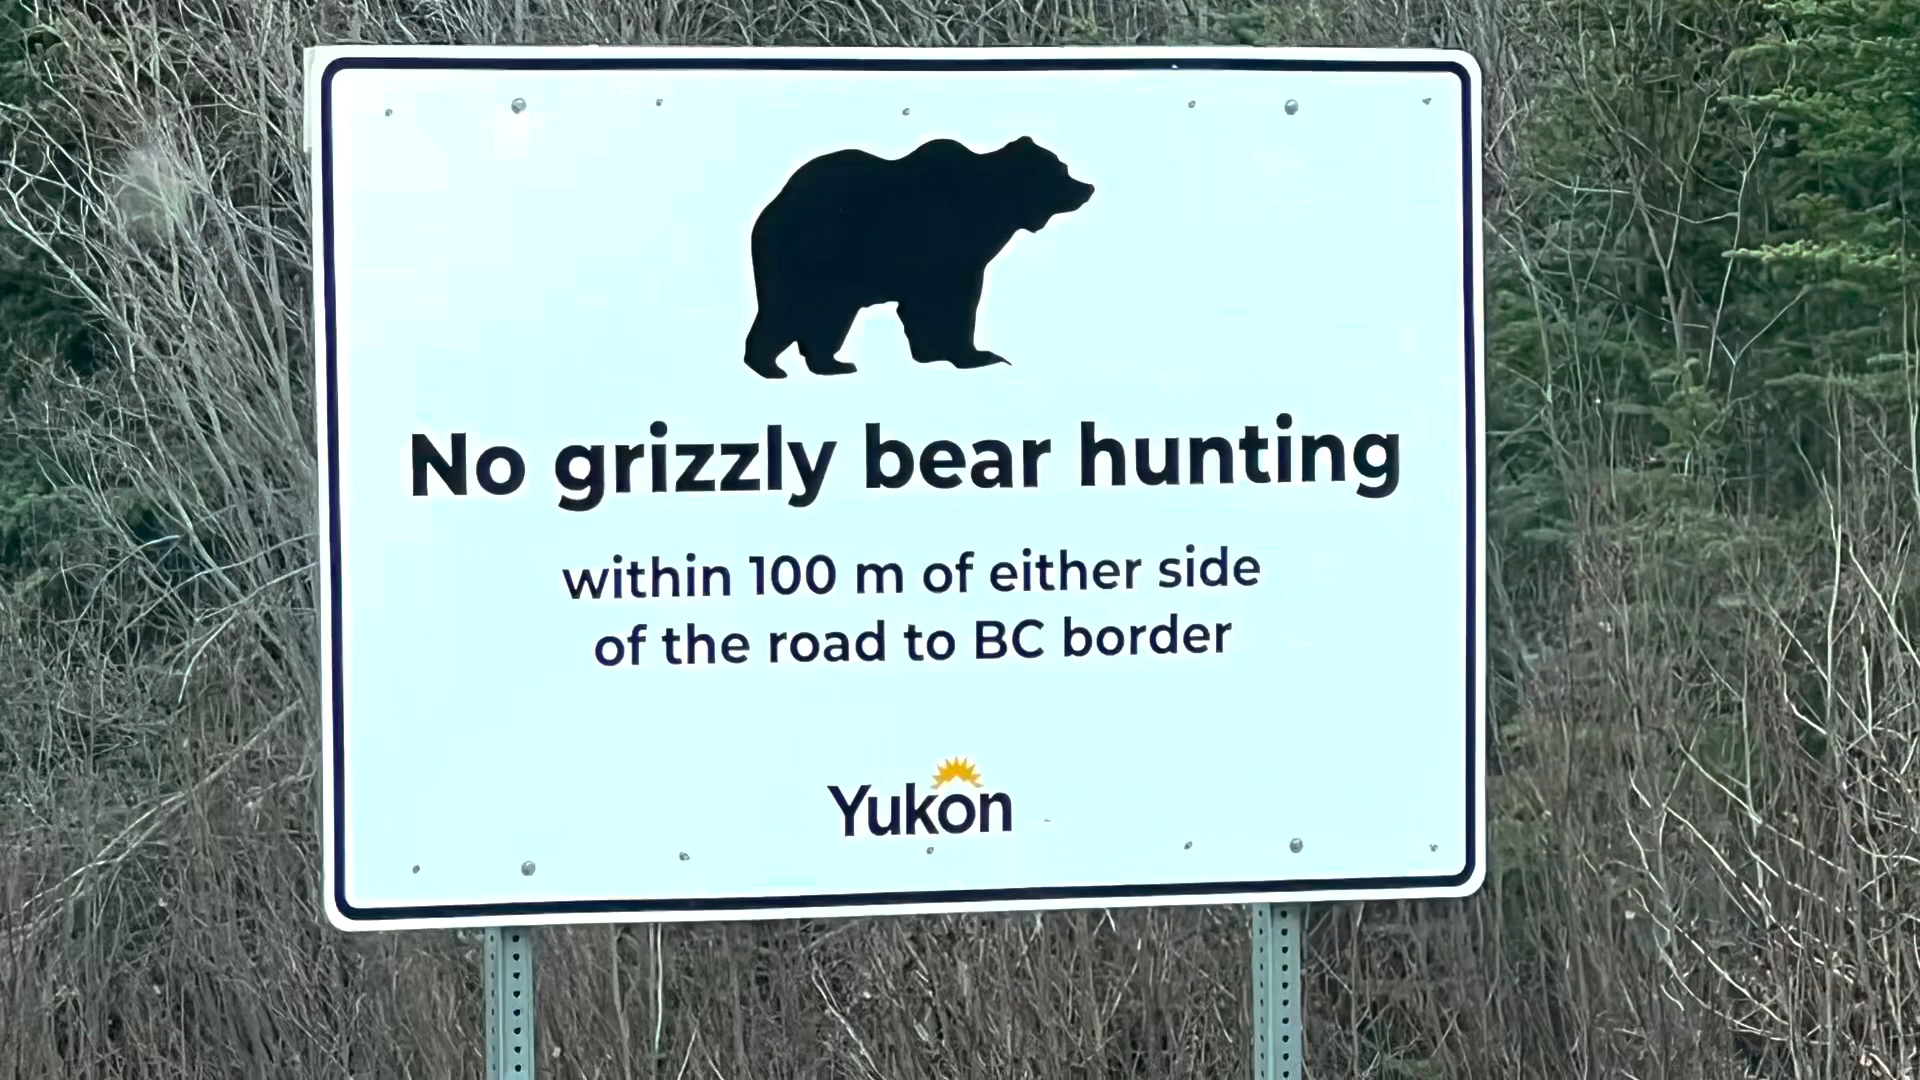 No grizzly bear hunting
within 100 m of either side
of the road to BC border
Yukon